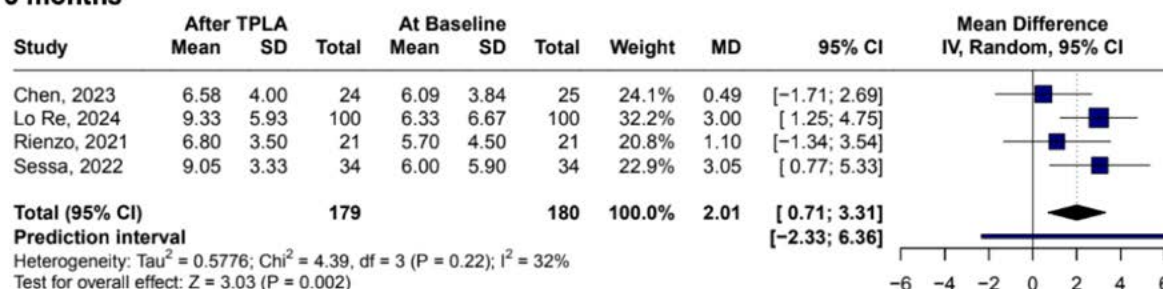 After TPLA At Baseline Mean Difference
Study Mean SD Total Mean SD Total Weight MD 95% CI IV, Random, 95% CI
Chen, 2023 6.58 4.00 24 6.09 3.84 25 24.1% 0.49 [−1.71; 2.69]
Lo Re, 2024 9.33 5.93 100 6.33 6.67 100 32.2% 3.00 [ 1.25; 4.75]
Rienzo, 2021 6.80 3.50 21 5.70 4.50 21 20.8% 1.10 [−1.34; 3.54]
Sessa, 2022 9.05 3.33 34 6.00 5.90 34 22.9% 3.05 [ 0.77; 5.33]
Total (95% CI) 179 180 100.0% 2.01 [ 0.71; 3.31]
Prediction interval [−2.33; 6.36]
Heterogeneity: Tau² = 0.5776; Chi² = 4.39, df = 3 (P = 0.22); I² = 32%
Test for overall effect: Z = 3.03 (P = 0.002)
−6 −4 −2 0 2 4 6